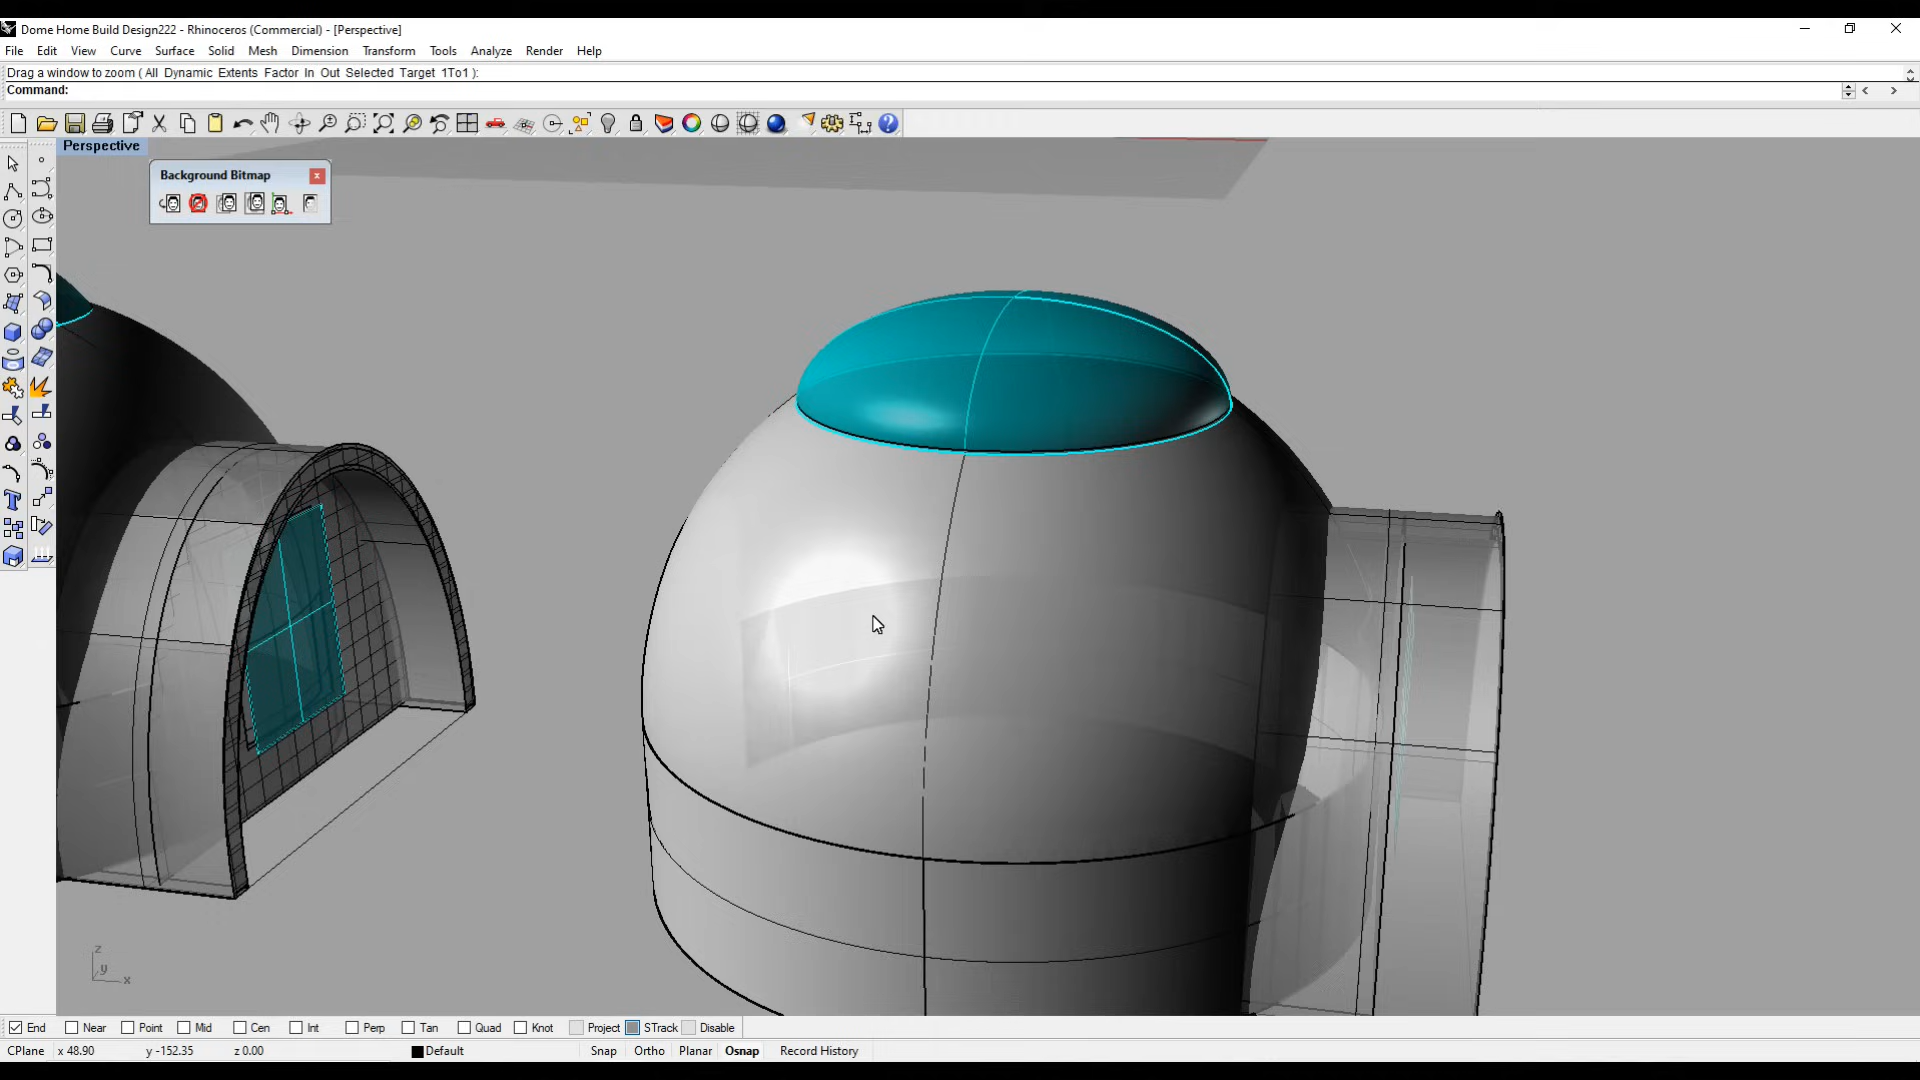 Dome Home Build Design222 - Rhinoceros (Commercial) - [Perspective]
File Edit View Curve Surface Solid Mesh Dimension Transform Tools Analyze Render Help
Drag a window to zoom ( All Dynamic Extents Factor In Out Selected Target 1To1 ):
Command:
Perspective
Background Bitmap
x
z
y
x
End Near Point Mid Cen Int Perp Tan Quad Knot Project STrack Disable
CPlane x 48.90 y -152.35 z 0.00 Default Snap Ortho Planar Osnap Record History